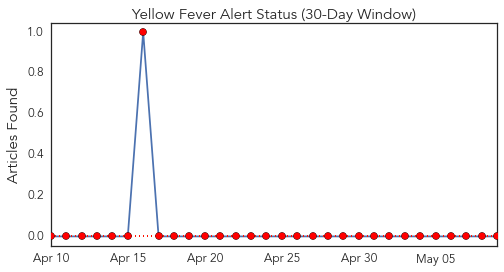 Yellow Fever Alert Status (30-Day Window)
Articles Found
1.0
0.8
0.6
0.4
0.2
0.0
Apr 10 Apr 15 Apr 20 Apr 25 Apr 30 May 05